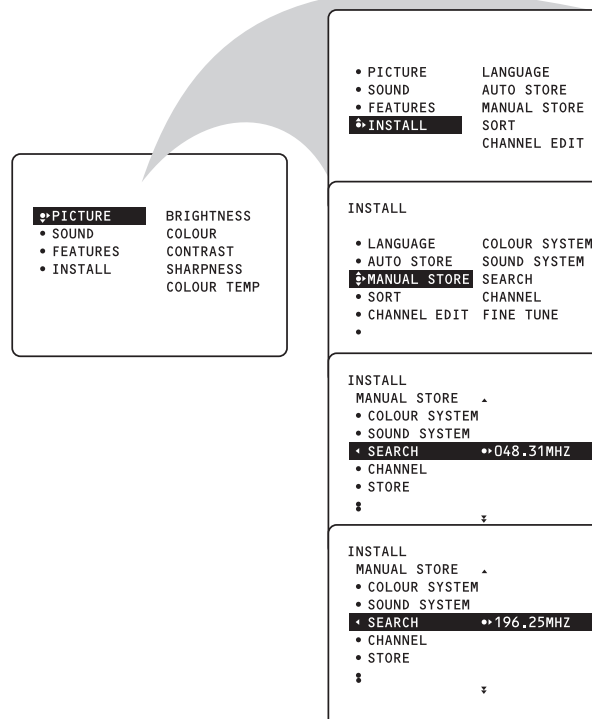 • PICTURE BRIGHTNESS
• SOUND COLOUR
• FEATURES CONTRAST
• INSTALL SHARPNESS
COLOUR TEMP
• PICTURE LANGUAGE
• SOUND AUTO STORE
• FEATURES MANUAL STORE
INSTALL SORT
CHANNEL EDIT
INSTALL
• LANGUAGE COLOUR SYSTEM
• AUTO STORE SOUND SYSTEM
MANUAL STORE SEARCH
• SORT CHANNEL
• CHANNEL EDIT FINE TUNE
•
INSTALL
MANUAL STORE
• COLOUR SYSTEM
• SOUND SYSTEM
SEARCH 048.31MHZ
• CHANNEL
• STORE
INSTALL
MANUAL STORE
• COLOUR SYSTEM
• SOUND SYSTEM
SEARCH 196.25MHZ
• CHANNEL
• STORE